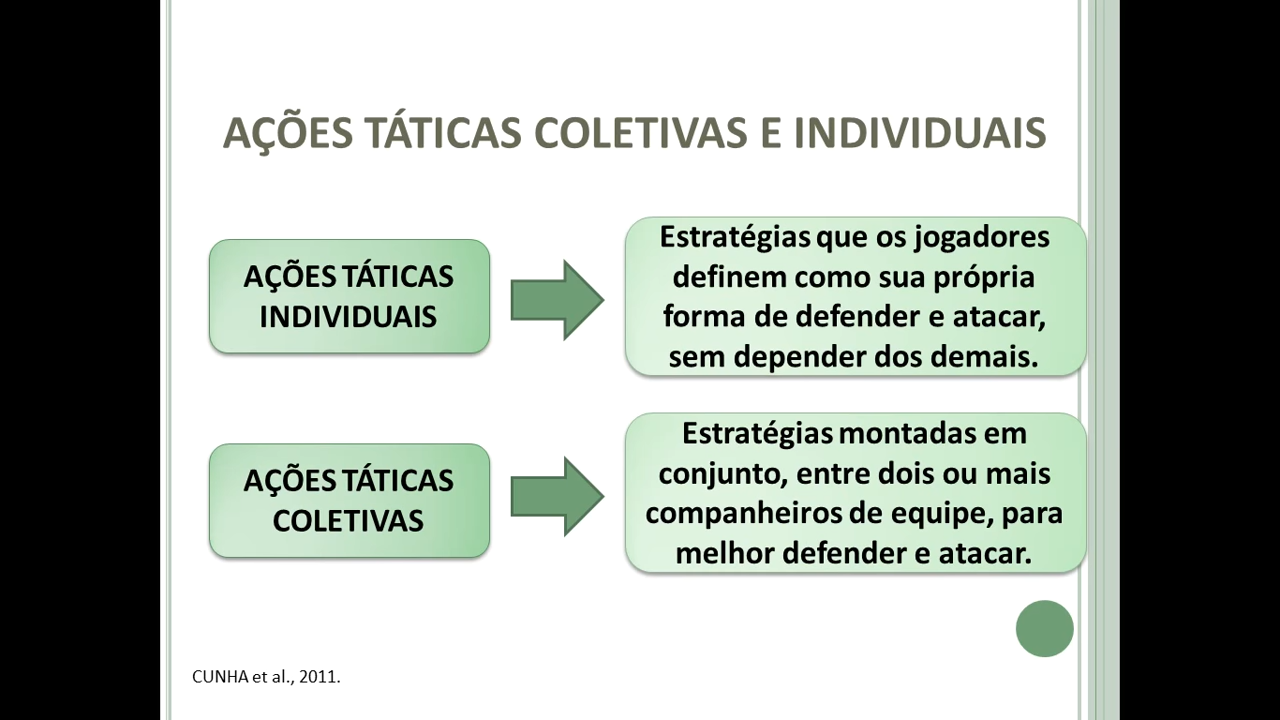 AÇÕES TÁTICAS COLETIVAS E INDIVIDUAIS
AÇÕES TÁTICAS
INDIVIDUAIS
Estratégias que os jogadores
definem como sua própria
forma de defender e atacar,
sem depender dos demais.
AÇÕES TÁTICAS
COLETIVAS
Estratégias montadas em
conjunto, entre dois ou mais
companheiros de equipe, para
melhor defender e atacar.
CUNHA et al., 2011.